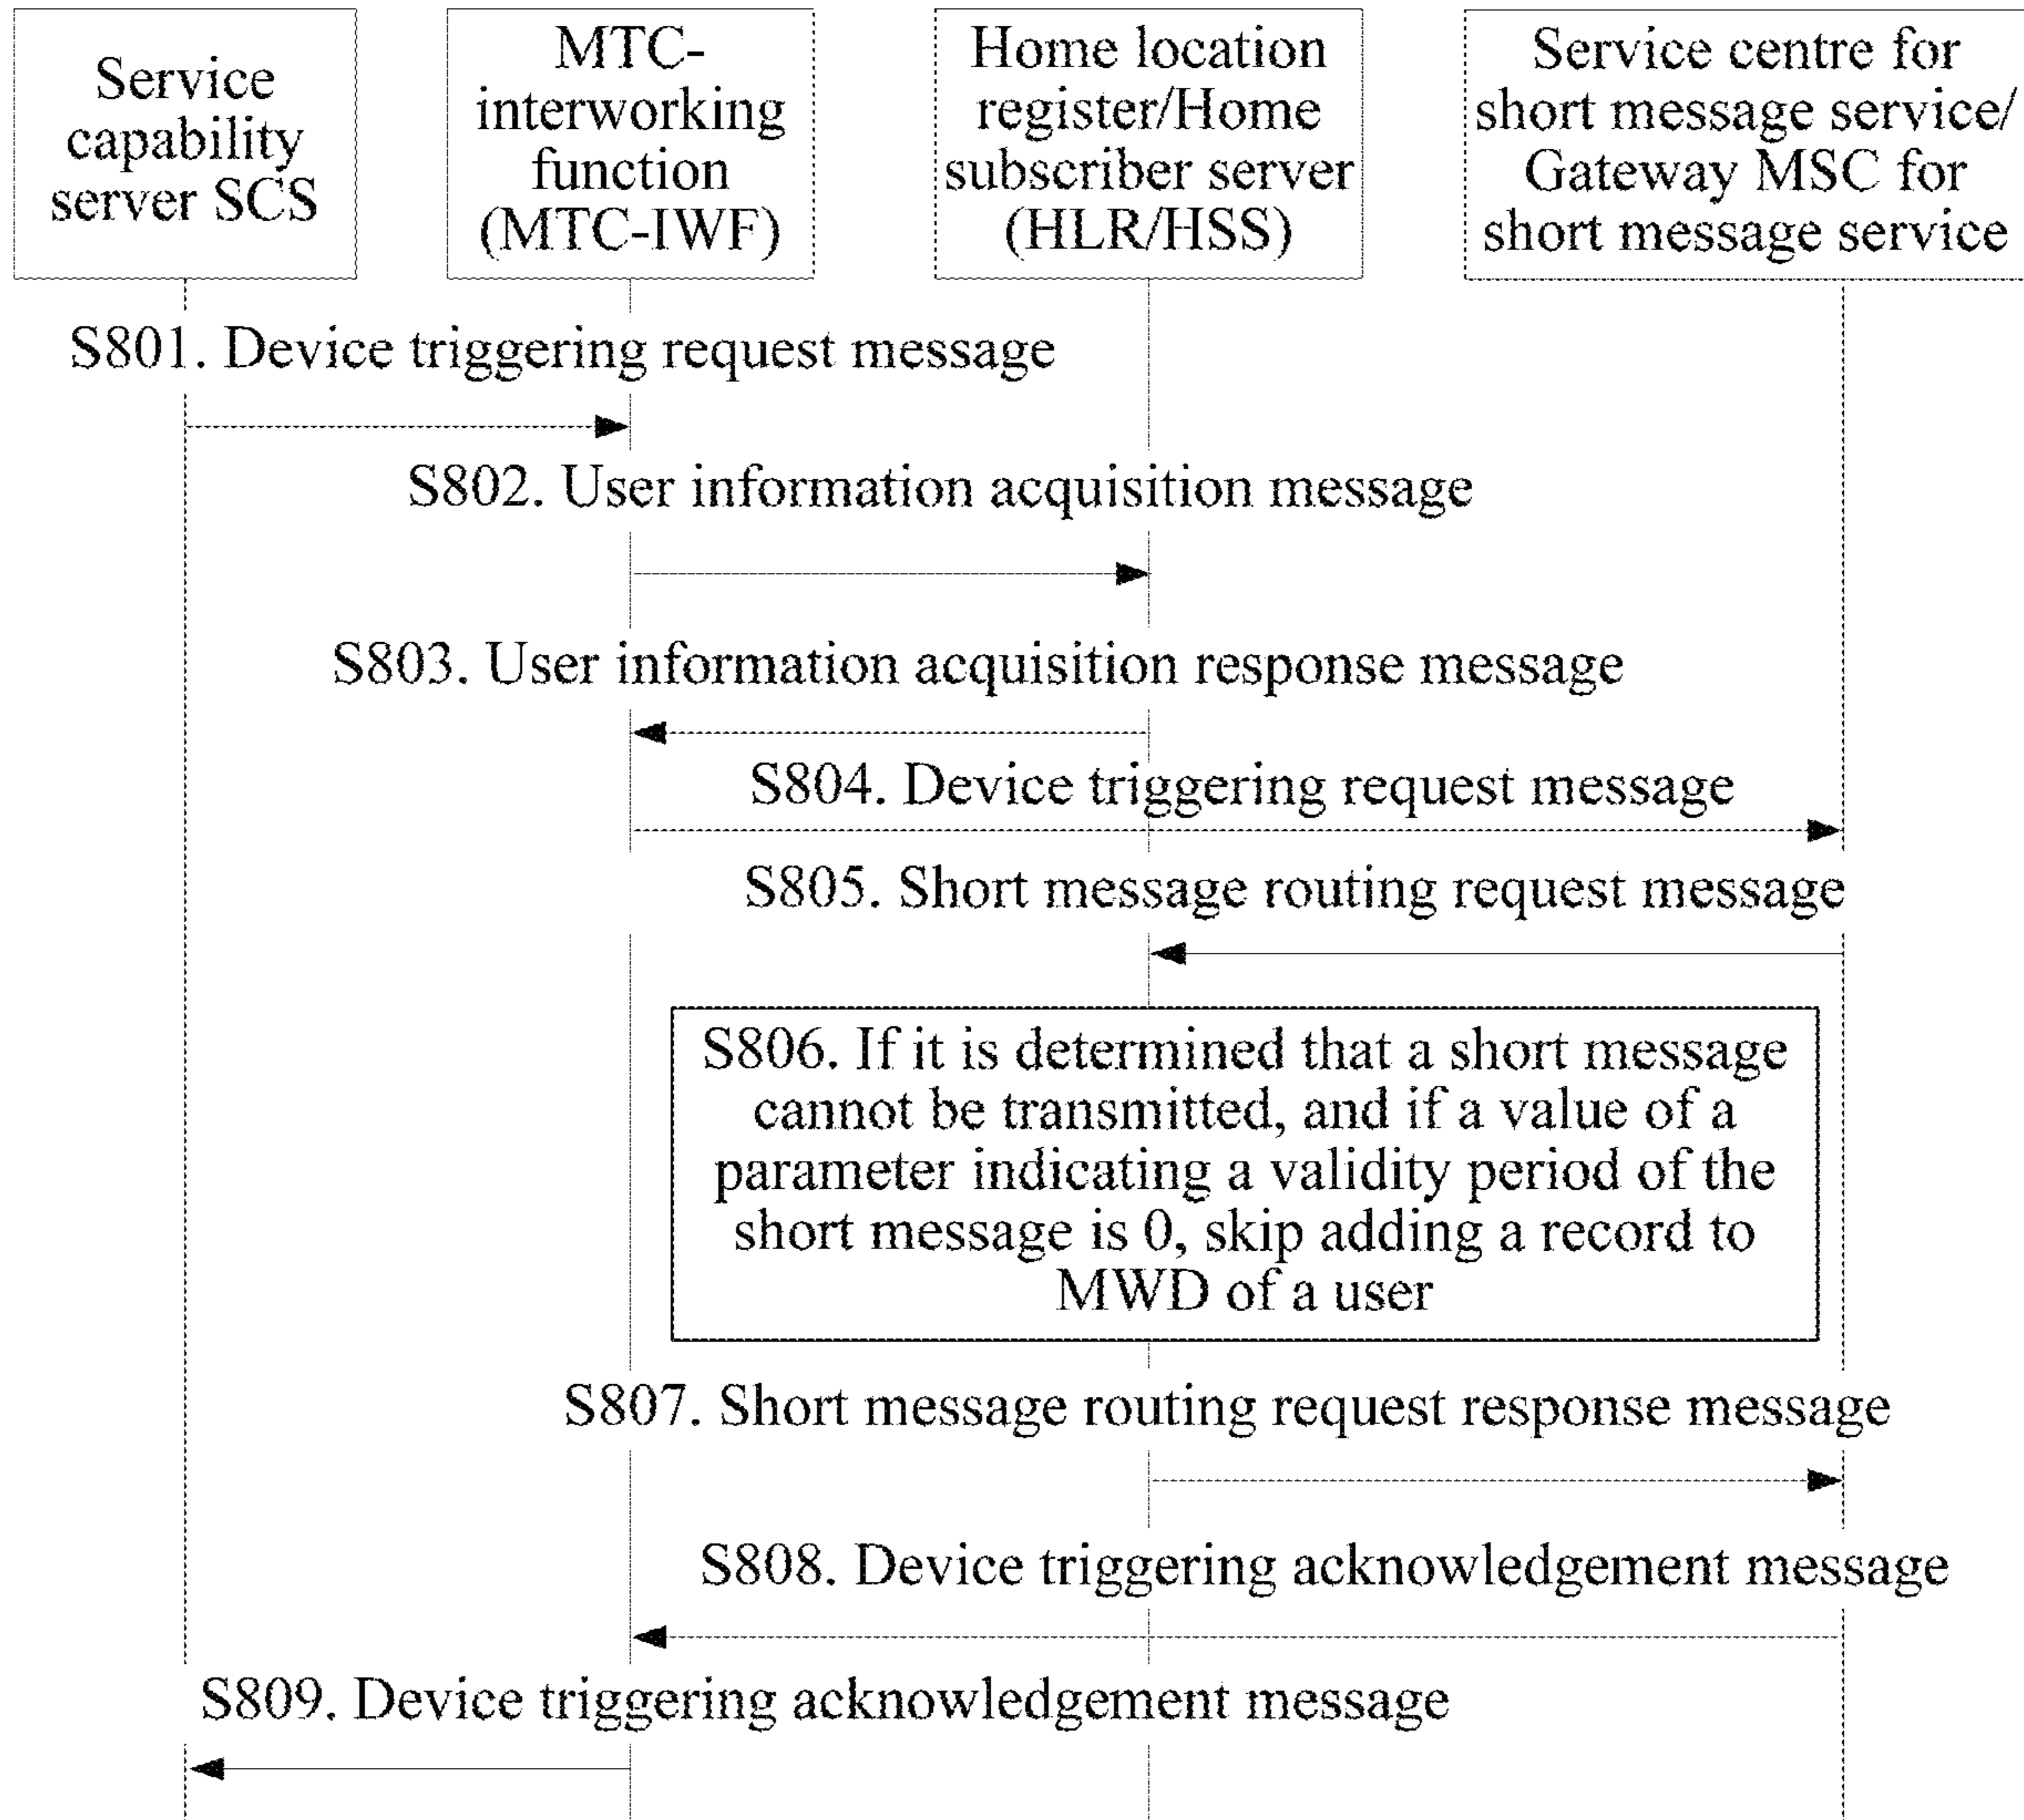 Service
capability
server SCS
MTC-
interworking
function
(MTC-IWF)
Home location
register/Home
subscriber server
(HLR/HSS)
Service centre for
short message service/
Gateway MSC for
short message service
S801. Device triggering request message
S802. User information acquisition message
S803. User information acquisition response message
S804. Device triggering request message
S805. Short message routing request message
S806. If it is determined that a short message
cannot be transmitted, and if a value of a
parameter indicating a validity period of the
short message is 0, skip adding a record to
MWD of a user
S807. Short message routing request response message
S808. Device triggering acknowledgement message
S809. Device triggering acknowledgement message